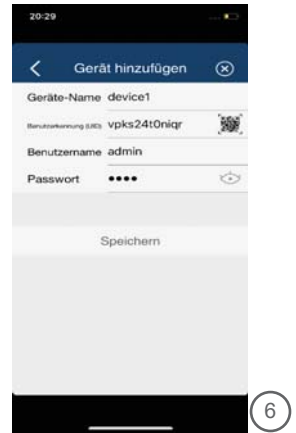 20:29
Gerät hinzufügen
Geräte-Name device1
Benutzerkennung (UID) vpks24t0niqr
Benutzername admin
Passwort ••••
Speichern
6